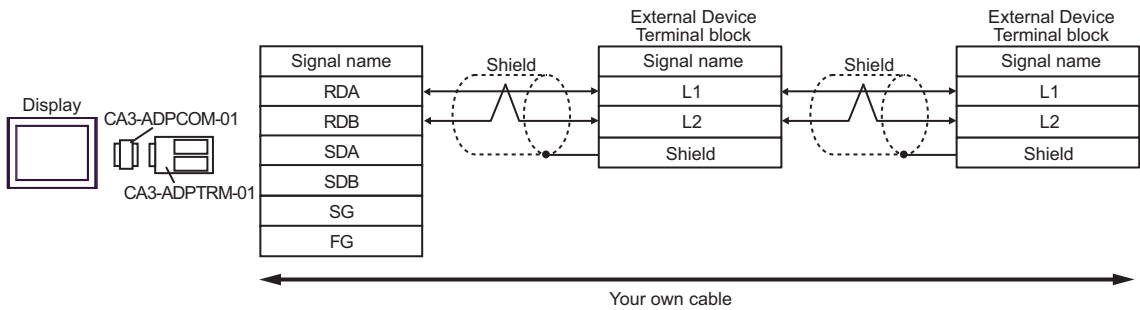 External Device
Terminal block
External Device
Terminal block
Signal name
Shield
Signal name
Shield
Signal name
RDA
L1
L1
Display
CA3-ADPCOM-01
RDB
L2
L2
SDA
Shield
Shield
CA3-ADPTRM-01
SDB
SG
FG
Your own cable